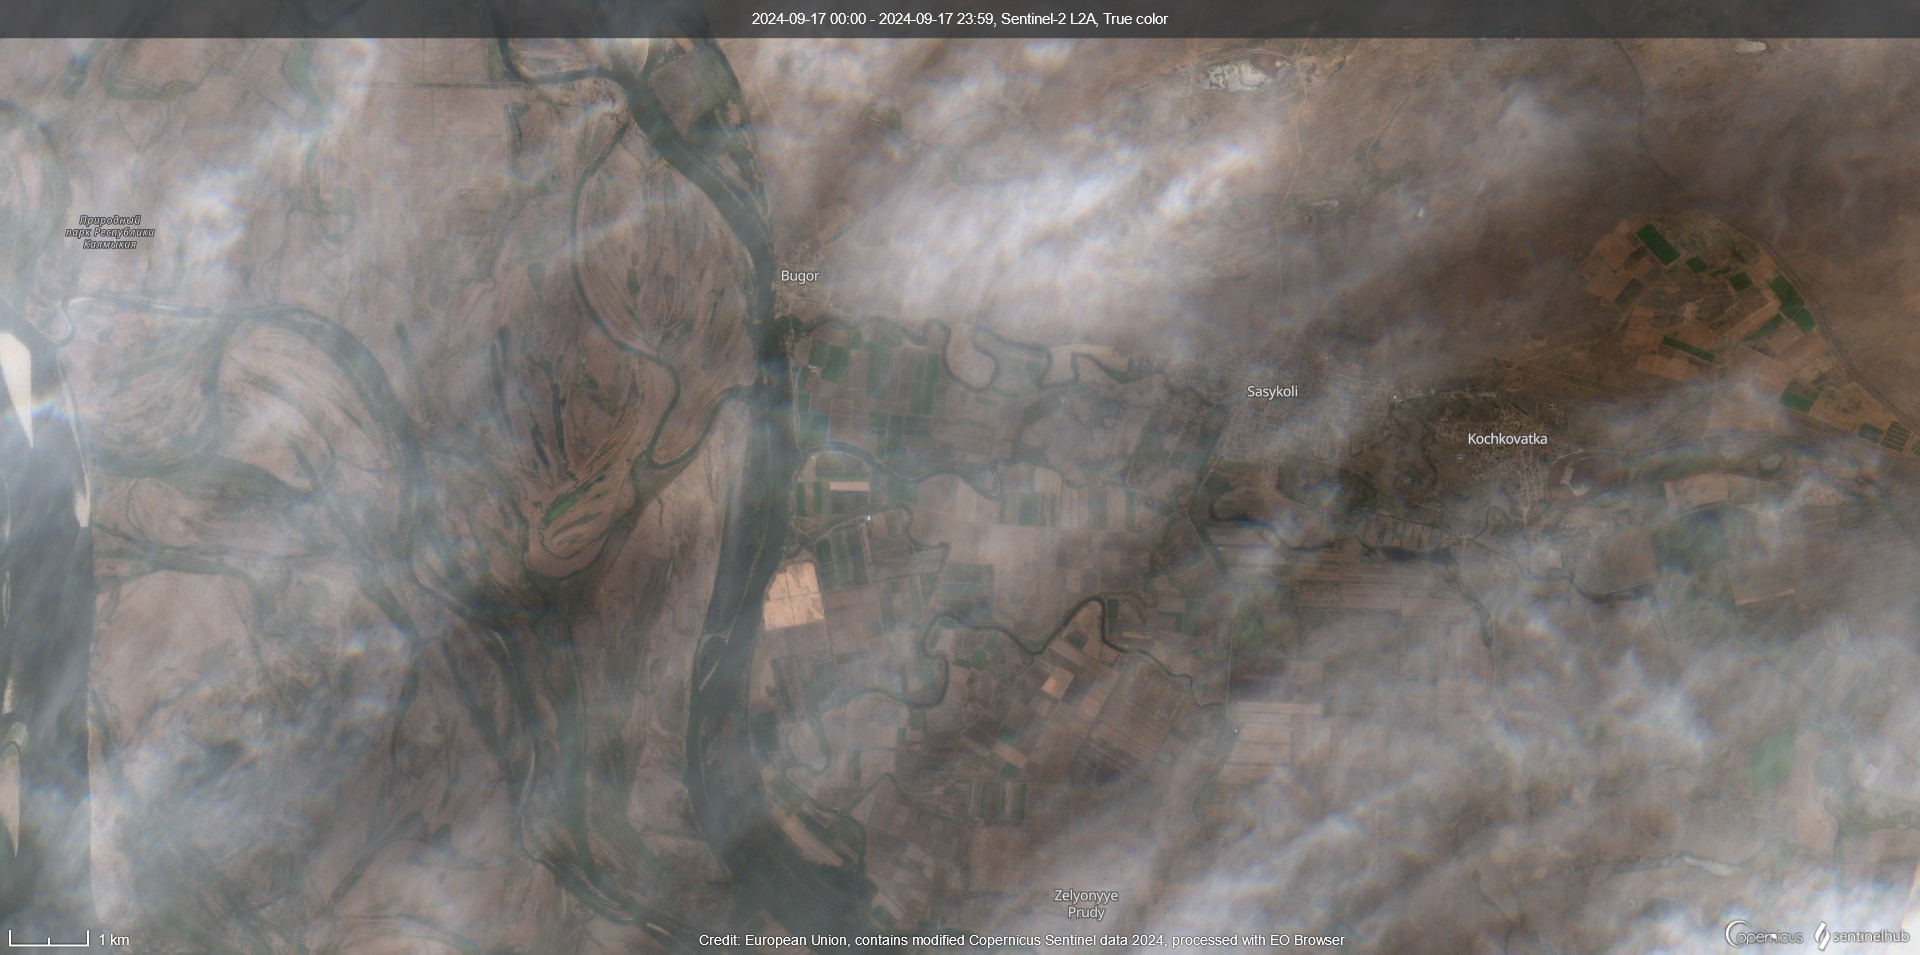 2024-09-17 00:00 - 2024-09-17 23:59, Sentinel-2 L2A, True color
Природный
парк Республики
Калмыкия
Bugor
Sasykoli
Kochkovatka
Zelyonyye
Prudy
1 km
Credit: European Union, contains modified Copernicus Sentinel data 2024, processed with EO Browser
opernicus
sentinelhub